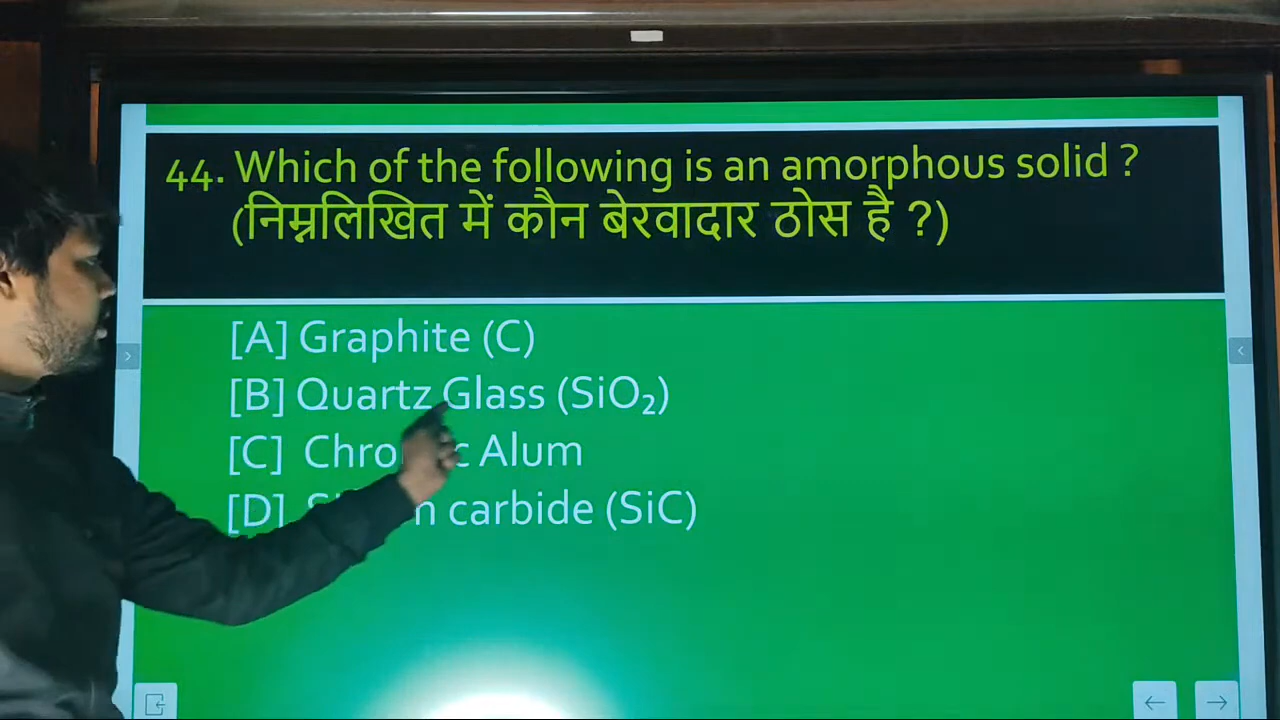 44. Which of the following is an amorphous solid ?
(निम्नलिखित में कौन बेरवादार ठोस है ?)
[A] Graphite (C)
[B] Quartz Glass (SiO₂)
[C] Alum
[D] carbide (SiC)